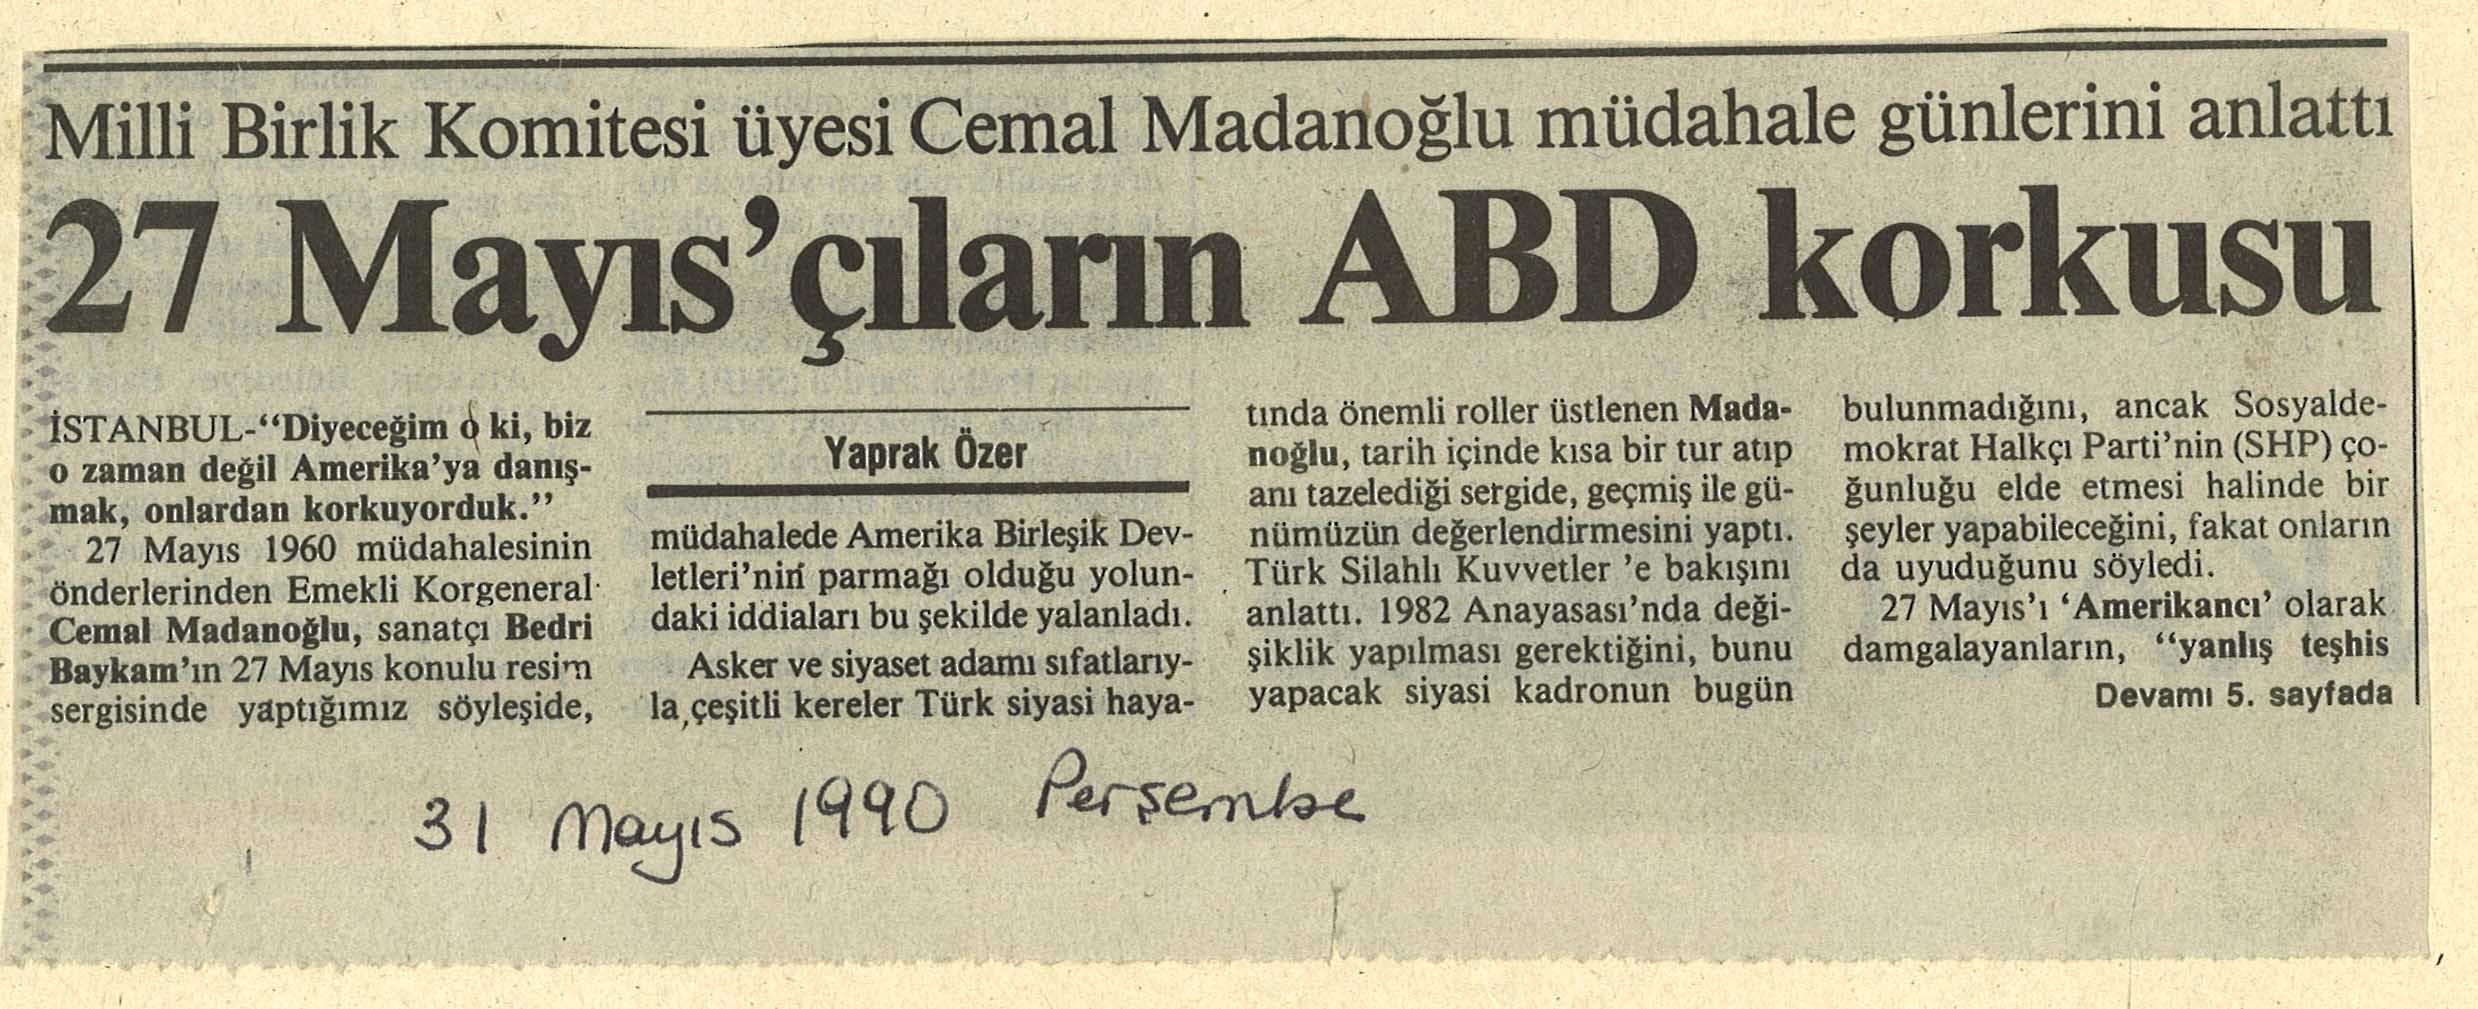 Milli Birlik Komitesi üyesi Cemal Madanoğlu müdahale günlerini anlattı
27 Mayıs'çıların ABD korkusu
İSTANBUL-“Diyeceğim o ki, biz
o zaman değil Amerika'ya danış-
mak, onlardan korkuyorduk.”
27 Mayıs 1960 müdahalesinin
önderlerinden Emekli Korgeneral
Cemal Madanoğlu, sanatçı Bedri
Baykam'ın 27 Mayıs konulu resim
sergisinde yaptığımız söyleşide,
Yaprak Özer
müdahalede Amerika Birleşik Dev-
letleri'nin parmağı olduğu yolun-
daki iddiaları bu şekilde yalanladı.
Asker ve siyaset adamı sıfatlarıy-
la çeşitli kereler Türk siyasi haya-
tında önemli roller üstlenen Mada-
noğlu, tarih içinde kısa bir tur atıp
anı tazelediği sergide, geçmiş ile gü-
nümüzün değerlendirmesini yaptı.
Türk Silahlı Kuvvetler 'e bakışını
anlattı. 1982 Anayasası'nda deği-
şiklik yapılması gerektiğini, bunu
yapacak siyasi kadronun bugün
bulunmadığını, ancak Sosyalde-
mokrat Halkçı Parti'nin (SHP) ço-
ğunluğu elde etmesi halinde bir
şeyler yapabileceğini, fakat onların
da uyuduğunu söyledi.
27 Mayıs'ı ‘Amerikancı’ olarak
damgalayanların, “yanlış teşhis
Devamı 5. sayfada
31 Mayıs 1990 Perşembe